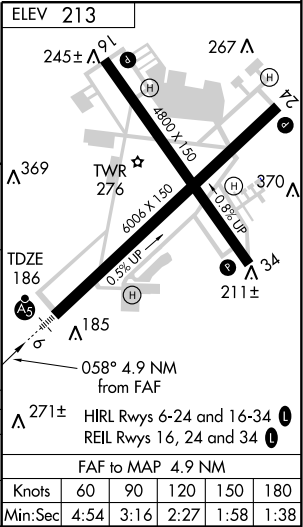 ELEV 213
245±
16
P
267
H
H
24
P
4800 X 150
TWR
276
369
6006 X 150
H
0.8% UP
370
TDZE
186
0.5% UP
P
34
211±
H
A5
6
185
058° 4.9 NM
from FAF
271±
HIRL Rwys 6-24 and 16-34 L
REIL Rwys 16, 24 and 34 L
FAF to MAP 4.9 NM
Knots 60 90 120 150 180
Min:Sec 4:54 3:16 2:27 1:58 1:38